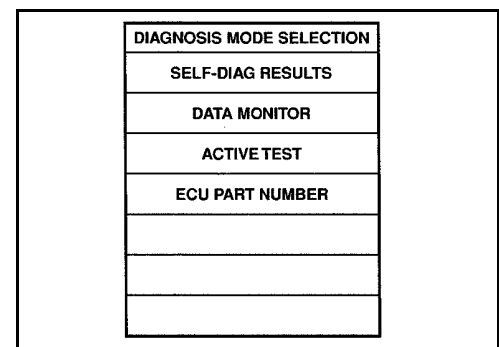 DIAGNOSIS MODE SELECTION
SELF-DIAG RESULTS
DATA MONITOR
ACTIVE TEST
ECU PART NUMBER